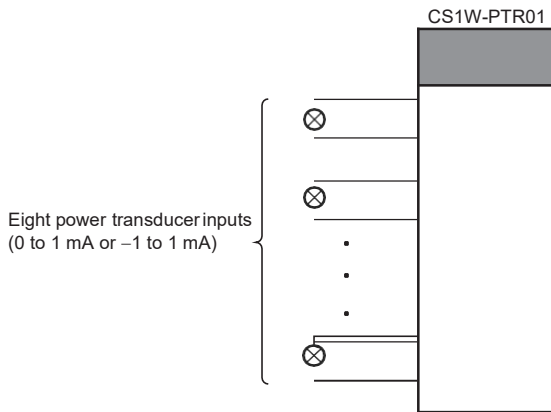 CS1W-PTR01
Eight power transducer inputs
(0 to 1 mA or −1 to 1 mA)